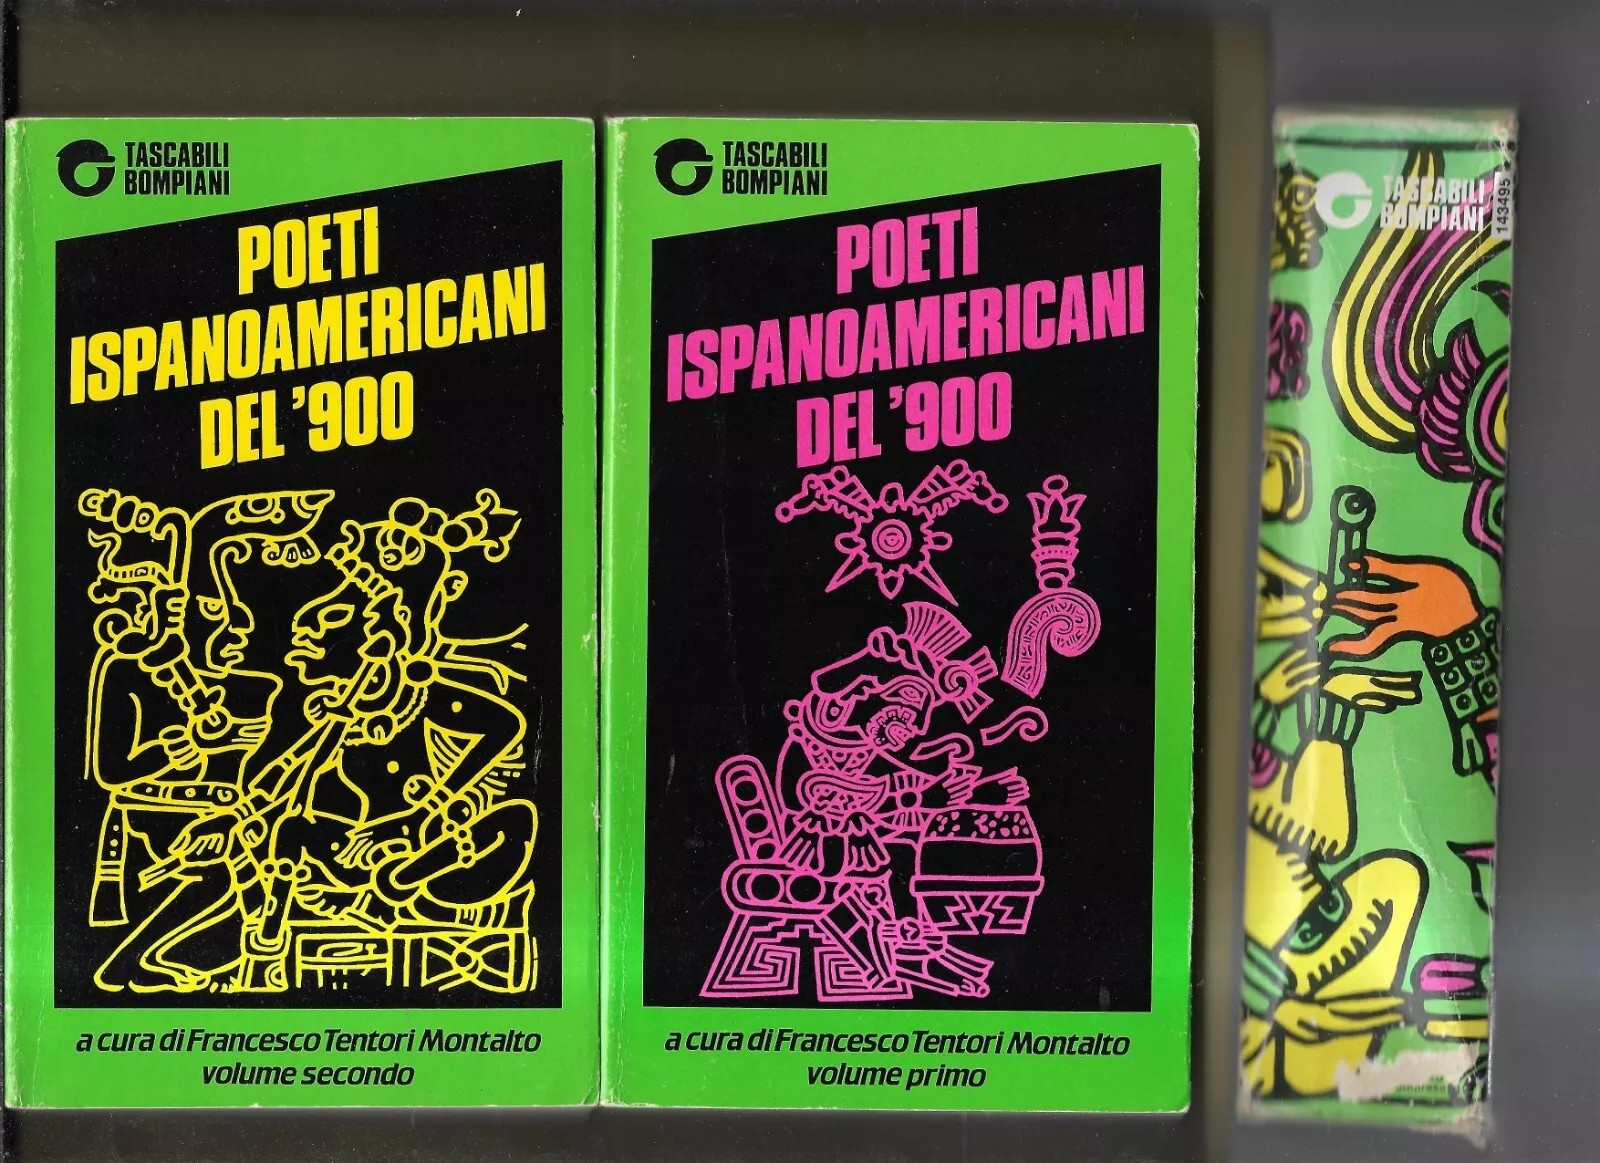 TASCABILI
BOMPIANI
POETI
ISPANOAMERICANI
DEL '900
a cura di Francesco Tentori Montalto
volume secondo
TASCABILI
BOMPIANI
POETI
ISPANOAMERICANI
DEL '900
a cura di Francesco Tentori Montalto
volume primo
TASCABILI
BOMPIANI
143495